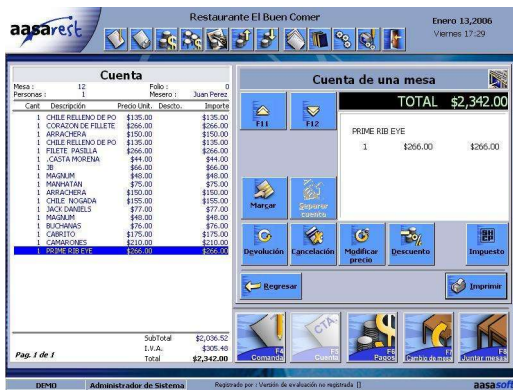 aasarest
Restaurante El Buen Comer
Enero 13,2006
Viernes 17:29
Cuenta
Mesa : 12 Folio : 0
Personas : 1 Mesero : Juan Perez
Cant Descripción Precio Unit. Descto. Importe
1 CHILE RELLENO DE PO $135.00 $135.00
1 CORAZON DE FILETE $266.00 $266.00
1 ARRACHERA $150.00 $150.00
1 CHILE RELLENO DE PO $135.00 $135.00
1 FILETE PASILLA $266.00 $266.00
1 .CASTA MORENA $44.00 $44.00
1 JB $66.00 $66.00
1 MAGNUM $48.00 $48.00
1 MANHATAN $75.00 $75.00
1 ARRACHERA $150.00 $150.00
1 CHILE NOGADA $155.00 $155.00
1 JACK DANIELS $77.00 $77.00
1 MAGNUM $48.00 $48.00
1 BUCHANAS $76.00 $76.00
1 CABRITO $175.00 $175.00
1 CAMARONES $210.00 $210.00
1 PRIME RIB EYE $266.00 $266.00
SubTotal $2,036.52
I.V.A. $305.48
Pag. 1 de 1
Total $2,342.00
Cuenta de una mesa
F11
F12
TOTAL $2,342.00
PRIME RIB EYE
1 $266.00 $266.00
Marcar
Separar cuenta
Devolución
Cancelación
Modificar precio
Descuento
Impuesto
Regresar
Imprimir
Comanda
CTA.
Cuenta
Pagos
Cambio de mesa
Juntar mesas
DEMO
Administrador de Sistema
Registrado por : Versión de evaluación no registrada []
aasasoft